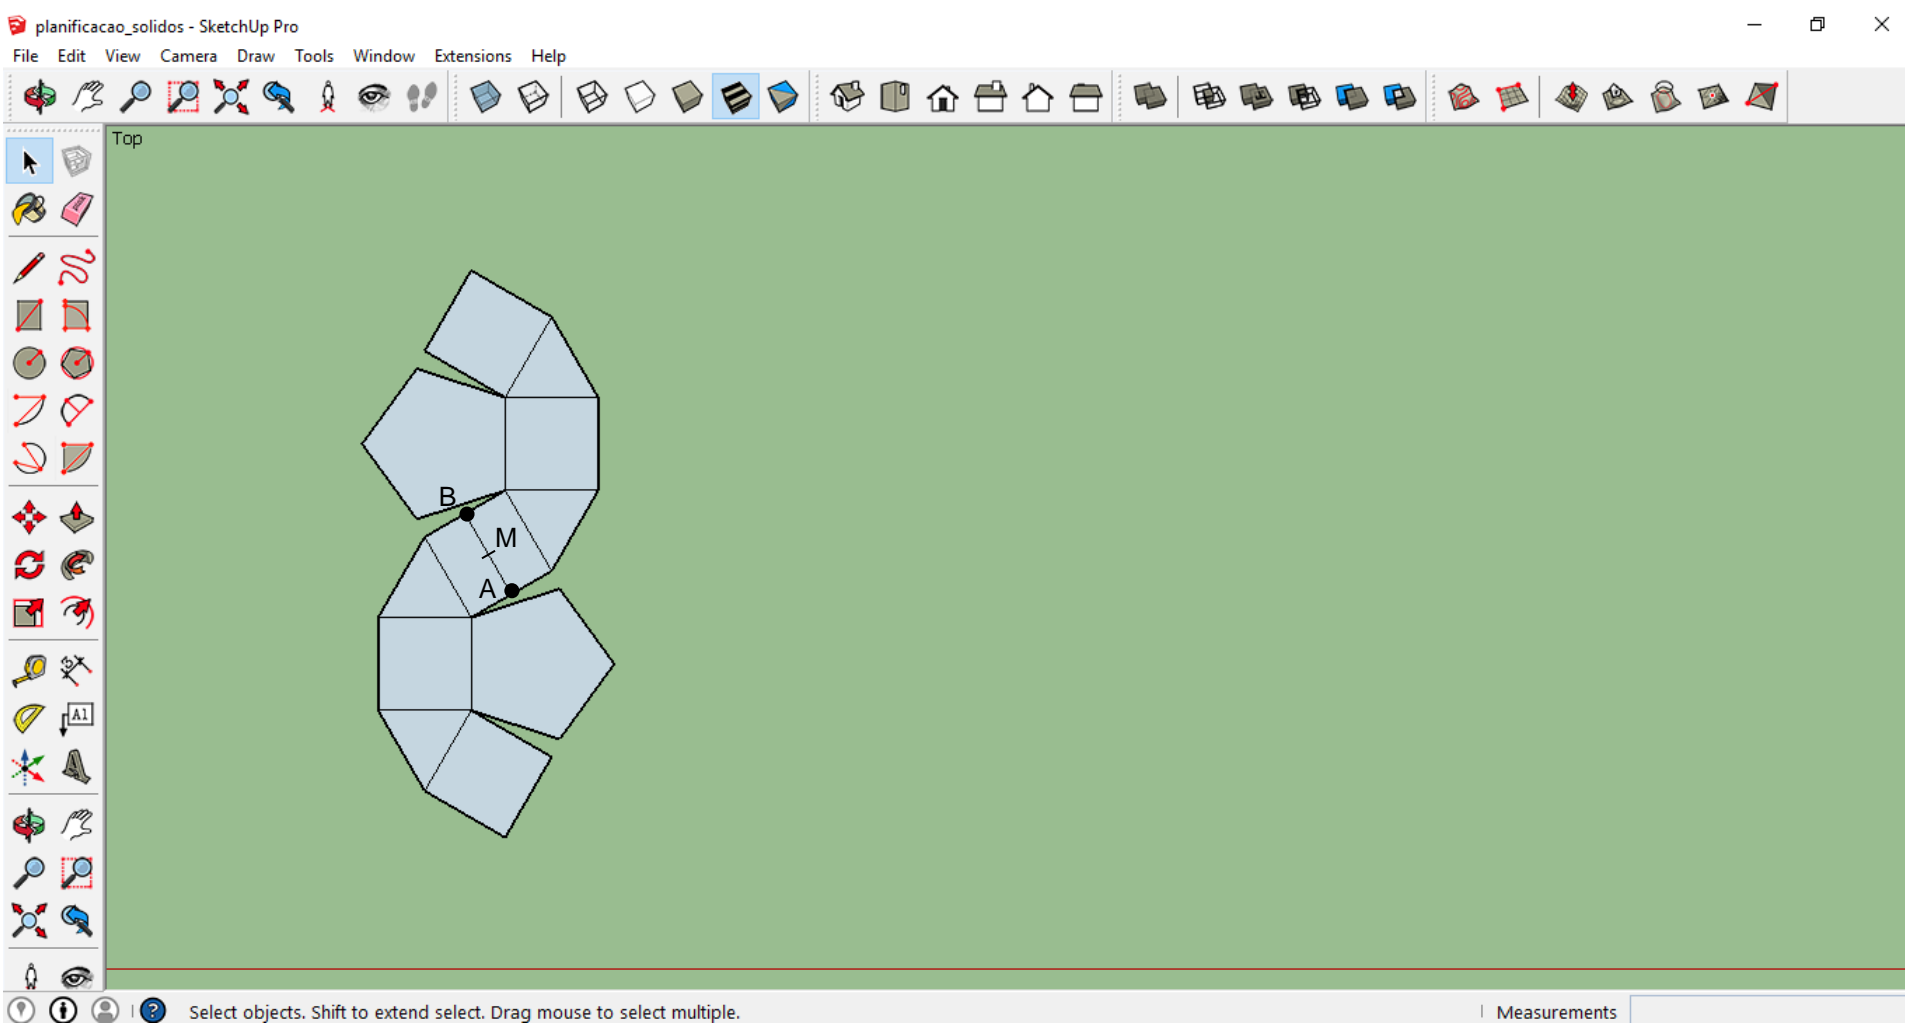 planificacao_solidos - SketchUp Pro
File Edit View Camera Draw Tools Window Extensions Help
Top
B
M
A
A1
Select objects. Shift to extend select. Drag mouse to select multiple.
Measurements